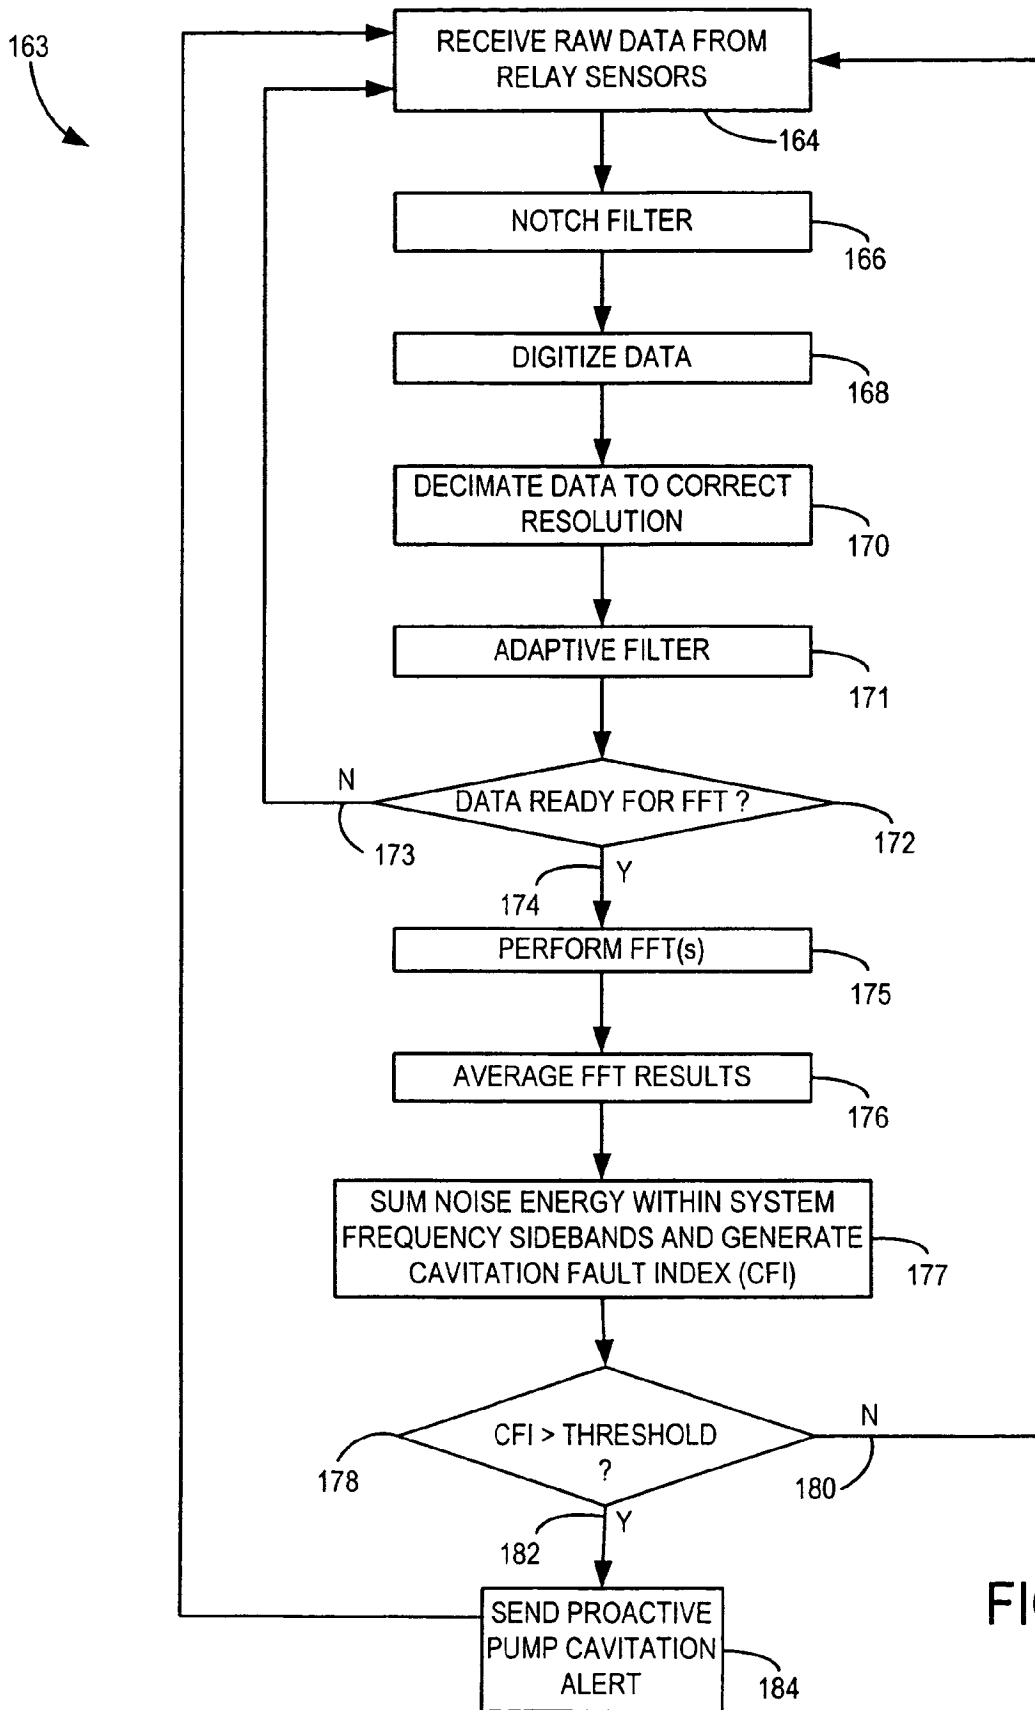 163
RECEIVE RAW DATA FROM
RELAY SENSORS
164
NOTCH FILTER
166
DIGITIZE DATA
168
DECIMATE DATA TO CORRECT
RESOLUTION
170
ADAPTIVE FILTER
171
N
DATA READY FOR FFT ?
173
172
174
Y
PERFORM FFT(s)
175
AVERAGE FFT RESULTS
176
SUM NOISE ENERGY WITHIN SYSTEM
FREQUENCY SIDEBANDS AND GENERATE
CAVITATION FAULT INDEX (CFI)
177
CFI > THRESHOLD
?
N
178
180
182
Y
SEND PROACTIVE
PUMP CAVITATION
ALERT
184